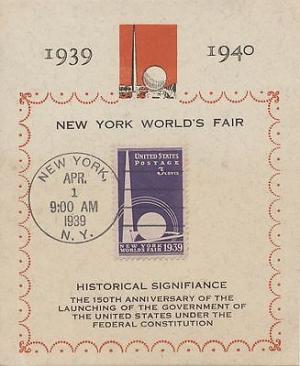 1939 1940
NEW YORK WORLD'S FAIR
NEW YORK,
APR.
1
9:00 AM
1939
N. Y.
UNITED STATES
POSTAGE
3 CENTS
NEW YORK
WORLD'S FAIR 1939
HISTORICAL SIGNIFIANCE
THE 150TH ANNIVERSARY OF THE
LAUNCHING OF THE GOVERNMENT OF
THE UNITED STATES UNDER THE
FEDERAL CONSTITUTION